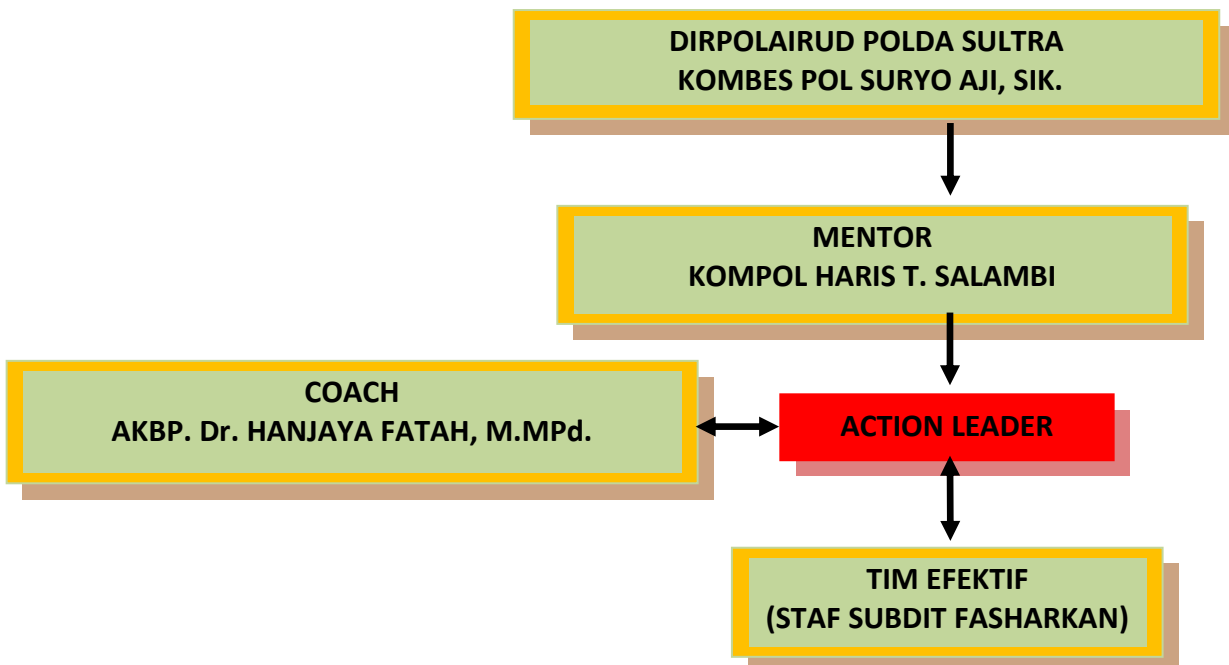 DIRPOLAIRUD POLDA SULTRA
KOMBES POL SURYO AJI, SIK.
MENTOR
KOMPOL HARIS T. SALAMBI
COACH
AKBP. Dr. HANJAYA FATAH, M.MPd.
ACTION LEADER
TIM EFEKTIF
(STAF SUBDIT FASHARKAN)